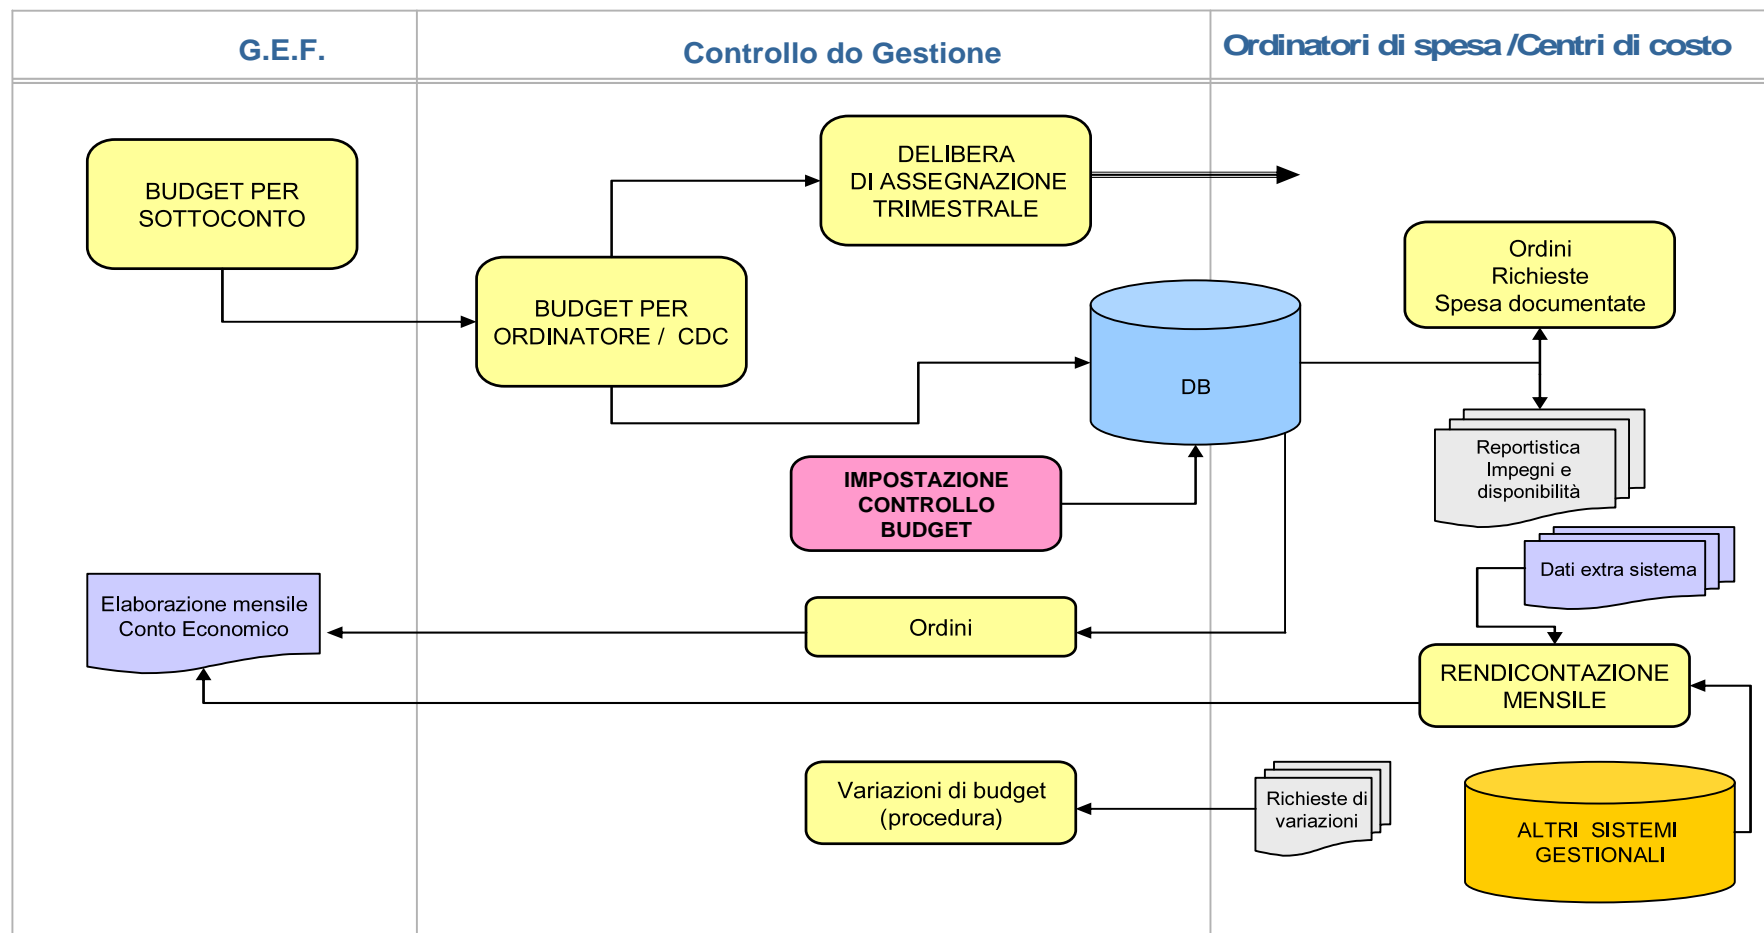 G.E.F.
Controllo do Gestione
Ordinatori di spesa /Centri di costo
BUDGET PER
SOTTOCONTO
DELIBERA
DI ASSEGNAZIONE
TRIMESTRALE
BUDGET PER
ORDINATORE / CDC
Ordini
Richieste
Spesa documentate
DB
Reportistica
Impegni e
disponibilità
IMPOSTAZIONE
CONTROLLO
BUDGET
Dati extra sistema
Elaborazione mensile
Conto Economico
Ordini
RENDICONTAZIONE
MENSILE
Variazioni di budget
(procedura)
Richieste di
variazioni
ALTRI SISTEMI
GESTIONALI